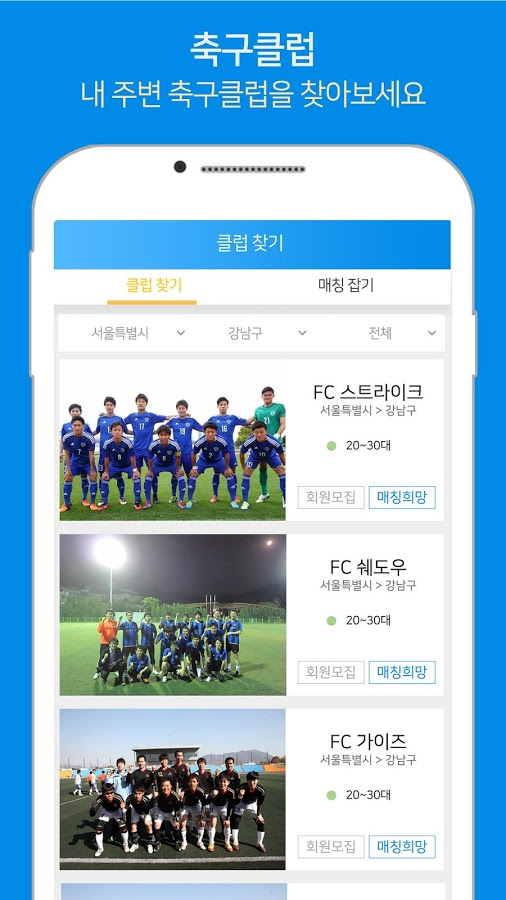 축구클럽
내 주변 축구클럽을 찾아보세요
클럽 찾기
클럽 찾기 매칭 잡기
서울특별시 강남구 전체
FC 스트라이크
서울특별시 > 강남구
20~30대
회원모집 매칭희망
FC 쉐도우
서울특별시 > 강남구
20~30대
회원모집 매칭희망
FC 가이즈
서울특별시 > 강남구
20~30대
회원모집 매칭희망